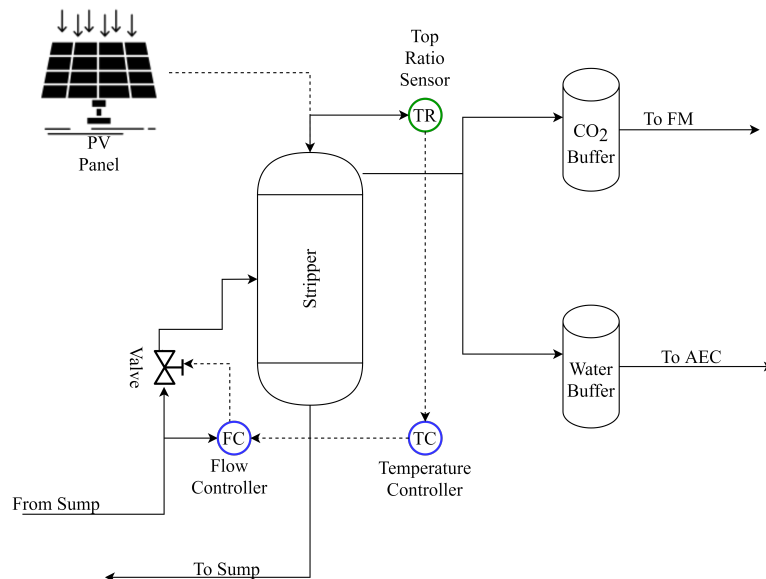 Top
Ratio
Sensor
TR
PV
Panel
To FM
CO2
Buffer
Stripper
Valve
To AEC
Water
Buffer
FC
TC
Flow
Controller
Temperature
Controller
From Sump
To Sump